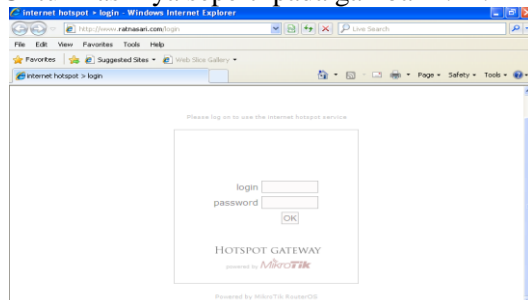 internet hotspot > login - Windows Internet Explorer
http://www.ratnasari.com/login
Live Search
File Edit View Favorites Tools Help
Favorites Suggested Sites Web Slice Gallery
internet hotspot > login Page Safety Tools
Please log on to use the internet hotspot service
login
password
OK
HOTSPOT GATEWAY
powered by MikroTik
Powered by MikroTik RouterOS